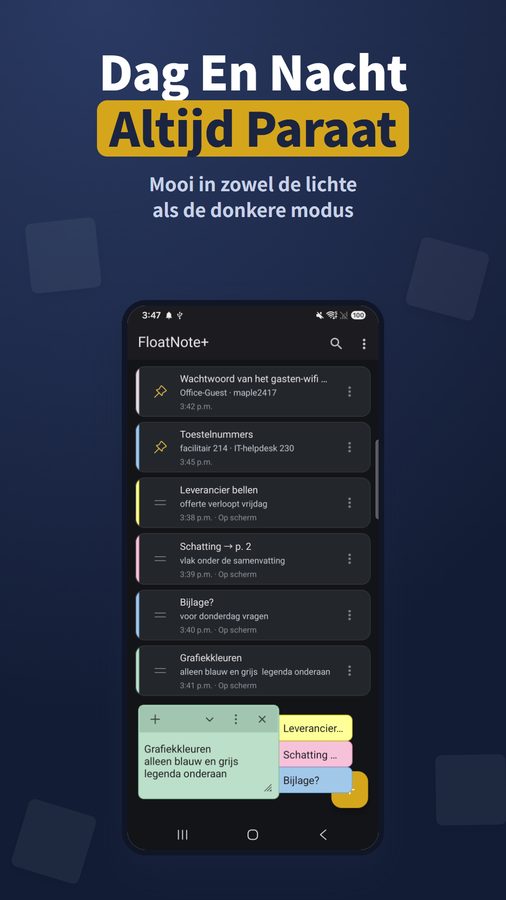 Dag En Nacht
Altijd Paraat
Mooi in zowel de lichte
als de donkere modus
3:47
100
FloatNote+
Wachtwoord van het gasten-wifi ...
Office-Guest · maple2417
3:42 p.m.
Toestelnummers
facilitair 214 · IT-helpdesk 230
3:45 p.m.
Leverancier bellen
offerte verloopt vrijdag
3:38 p.m. · Op scherm
Schatting → p. 2
vlak onder de samenvatting
3:39 p.m. · Op scherm
Bijlage?
voor donderdag vragen
3:40 p.m. · Op scherm
Grafiekkleuren
alleen blauw en grijs  legenda onderaan
3:41 p.m. · Op scherm
Grafiekkleuren
alleen blauw en grijs
legenda onderaan
Leverancier...
Schatting ...
Bijlage?